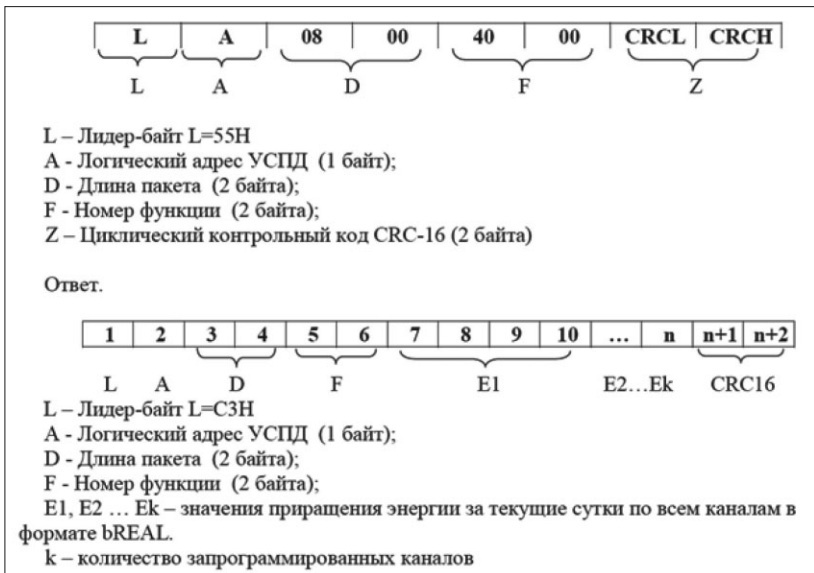 L A 08 00 40 00 CRCL CRCH
L A D F Z
L – Лидер-байт L=55H
А - Логический адрес УСПД (1 байт);
D - Длина пакета (2 байта);
F - Номер функции (2 байта);
Z – Циклический контрольный код CRC-16 (2 байта)
Ответ.
1 2 3 4 5 6 7 8 9 10 … n n+1 n+2
L A D F E1 E2…Ek CRC16
L – Лидер-байт L=C3H
А - Логический адрес УСПД (1 байт);
D - Длина пакета (2 байта);
F - Номер функции (2 байта);
E1, E2 … Ek – значения приращения энергии за текущие сутки по всем каналам в
формате bREAL.
k – количество запрограммированных каналов